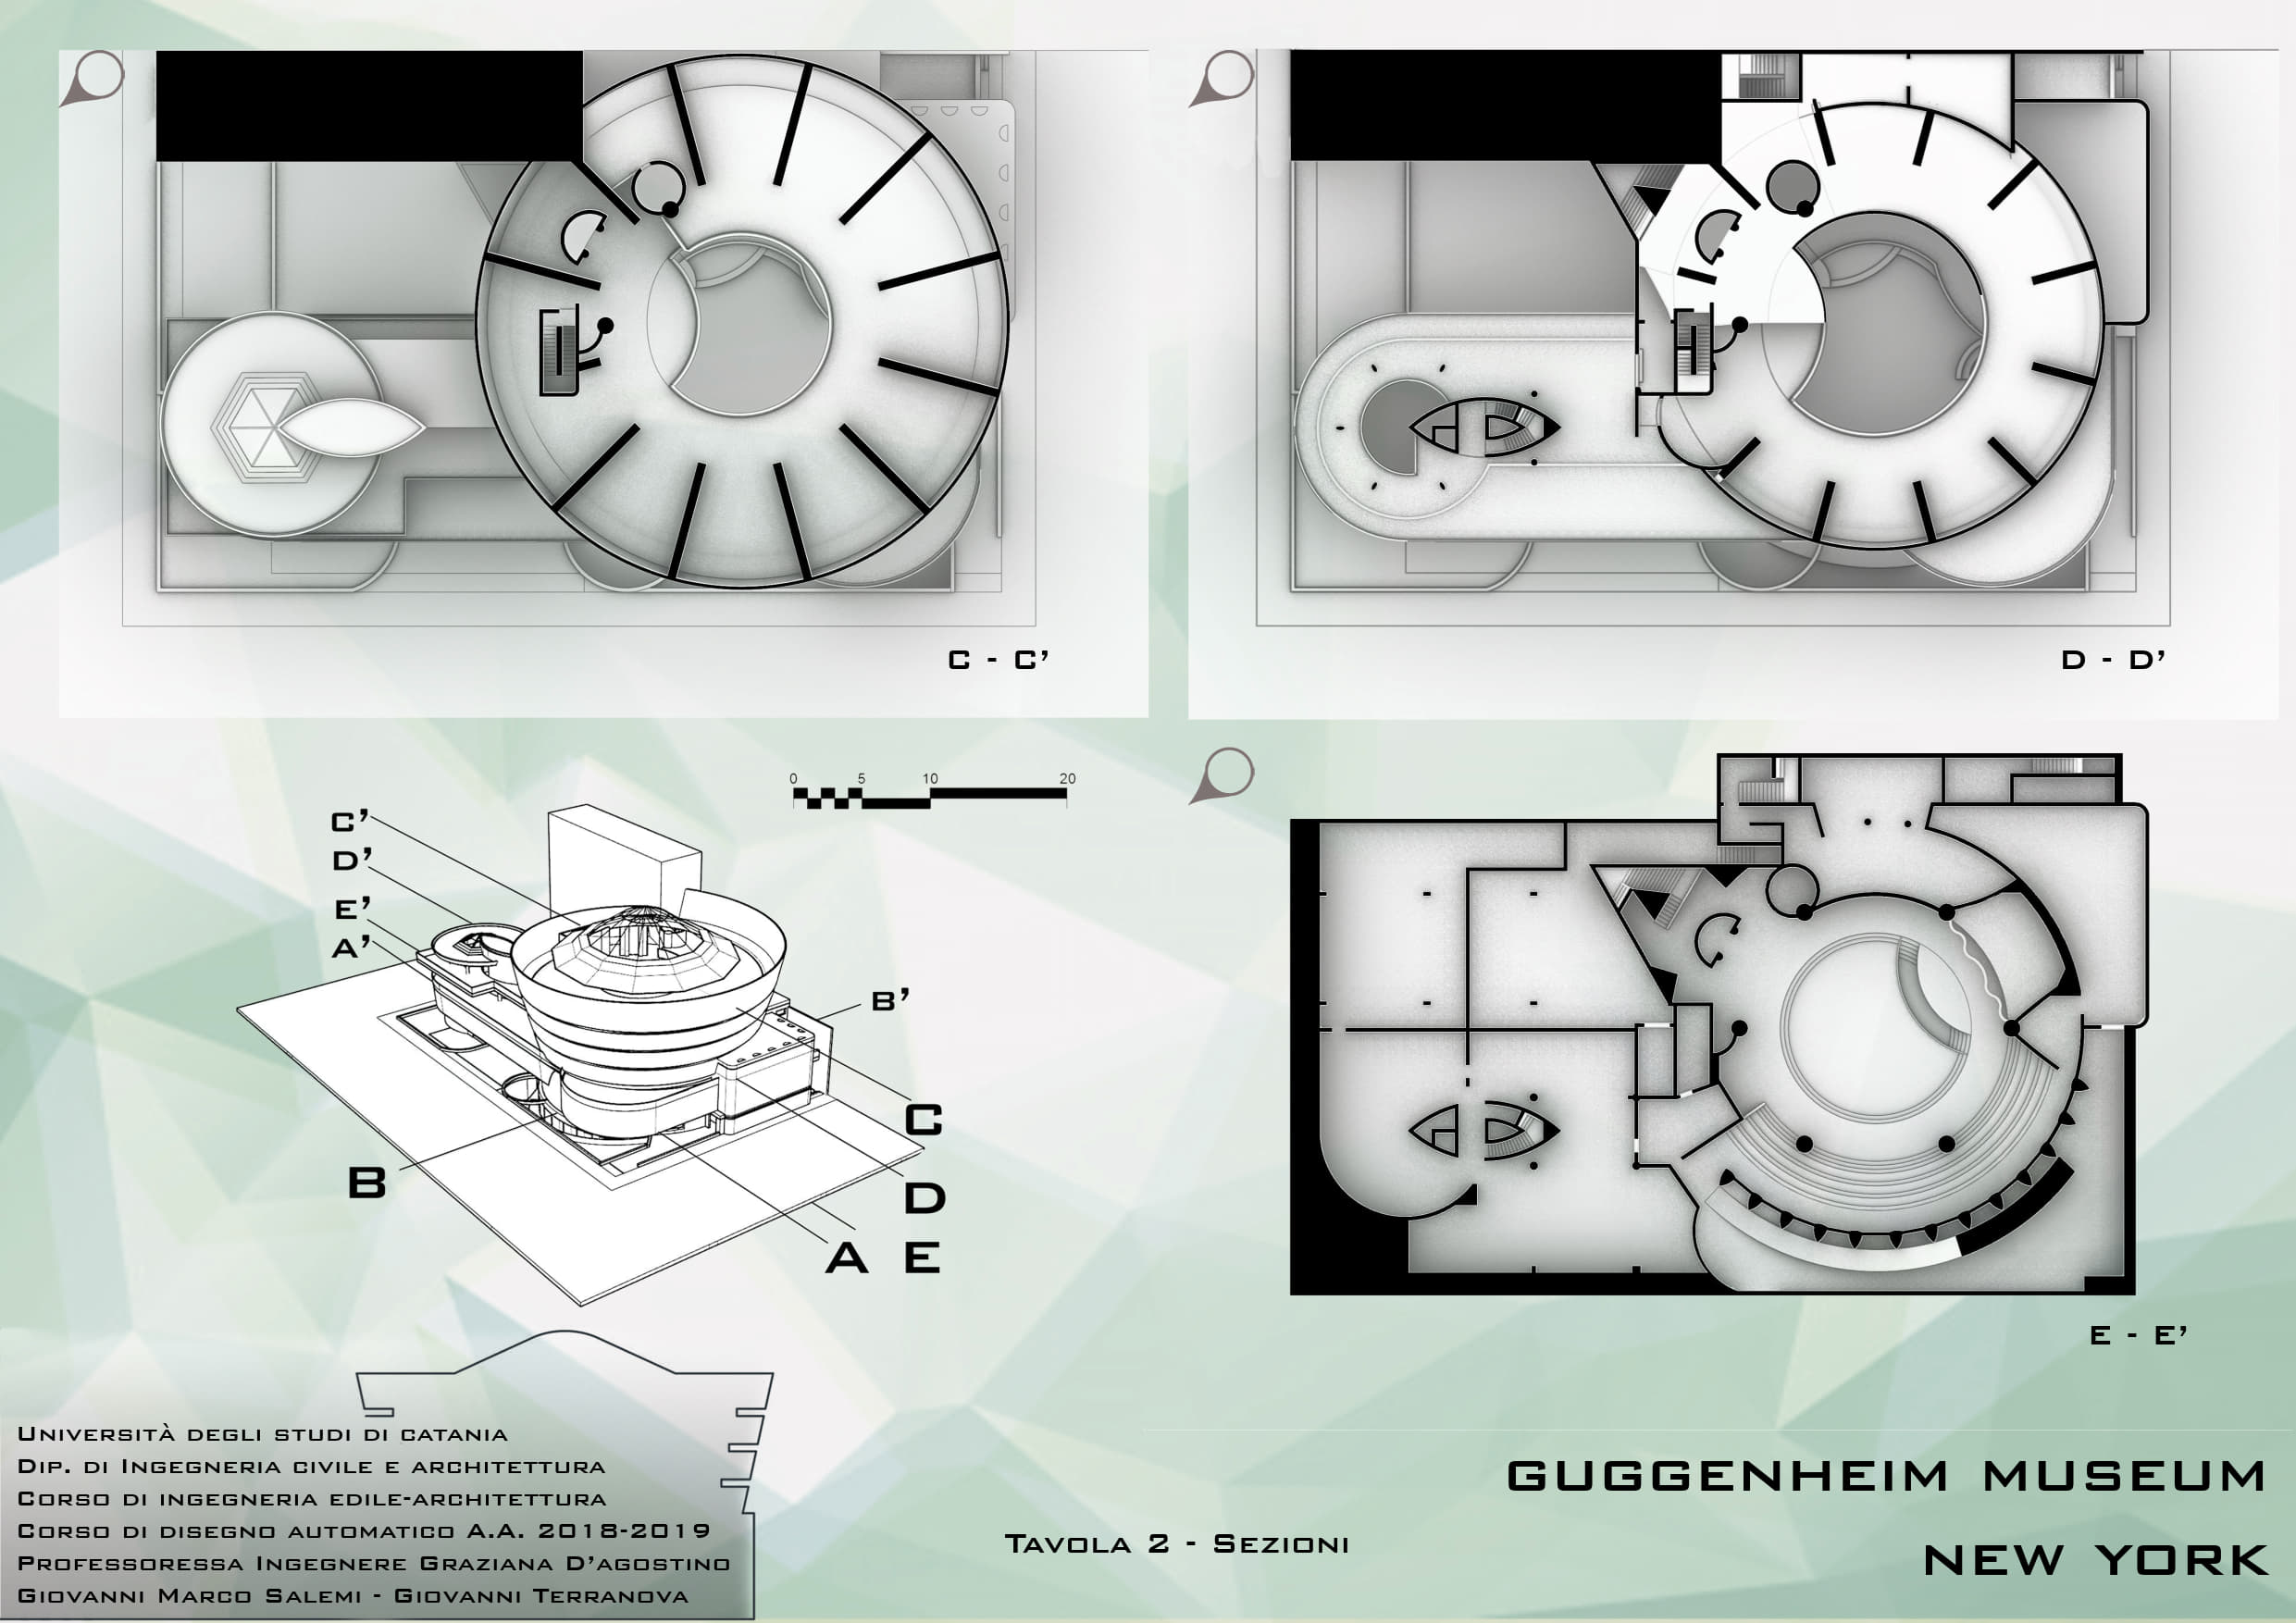 C - C’
D - D’
0 5 10 20
C’
D’
E’
A’
B’
C
B
D
A E
E - E’
Università degli studi di catania
Dip. di Ingegneria civile e architettura
Corso di ingegneria edile-architettura
Corso di disegno automatico A.A. 2018-2019
Professoressa Ingegnere Graziana D’agostino
Giovanni Marco Salemi - Giovanni Terranova
Tavola 2 - Sezioni
GUGGENHEIM MUSEUM
NEW YORK